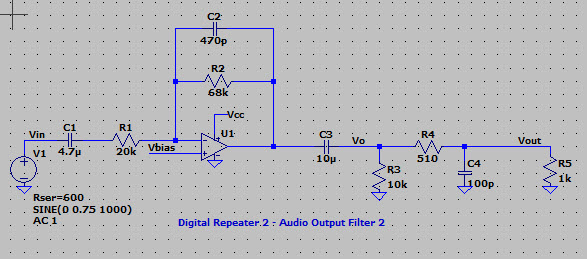 C2
470p
R2
68k
Vcc
U1
Vin
C1
R1
C3
Vo
R4
Vout
V1
4.7µ
20k
Vbias
10µ
510
C4
R5
R3
100p
1k
10k
Rser=600
SINE(0 0.75 1000)
AC 1
Digital Repeater 2 - Audio Output Filter 2